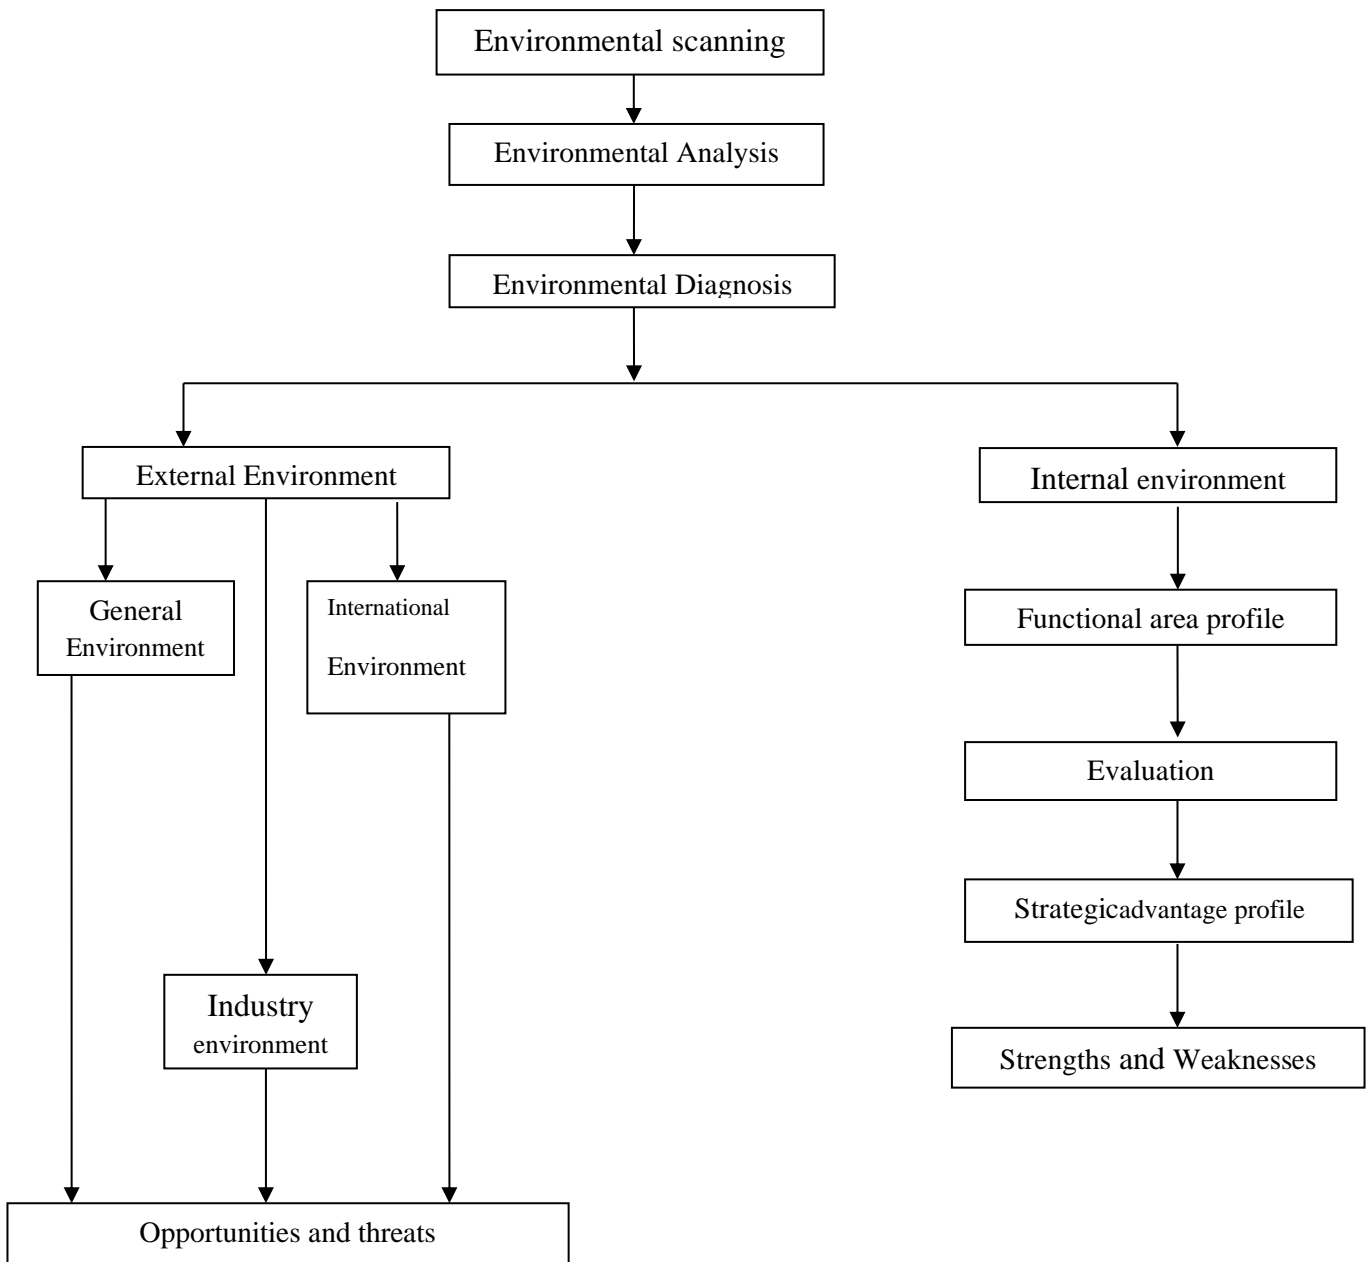 Environmental scanning
Environmental Analysis
Environmental Diagnosis
External Environment
Internal environment
General
Environment
International
Environment
Functional area profile
Evaluation
Strategicadvantage profile
Industry
environment
Strengths and Weaknesses
Opportunities and threats